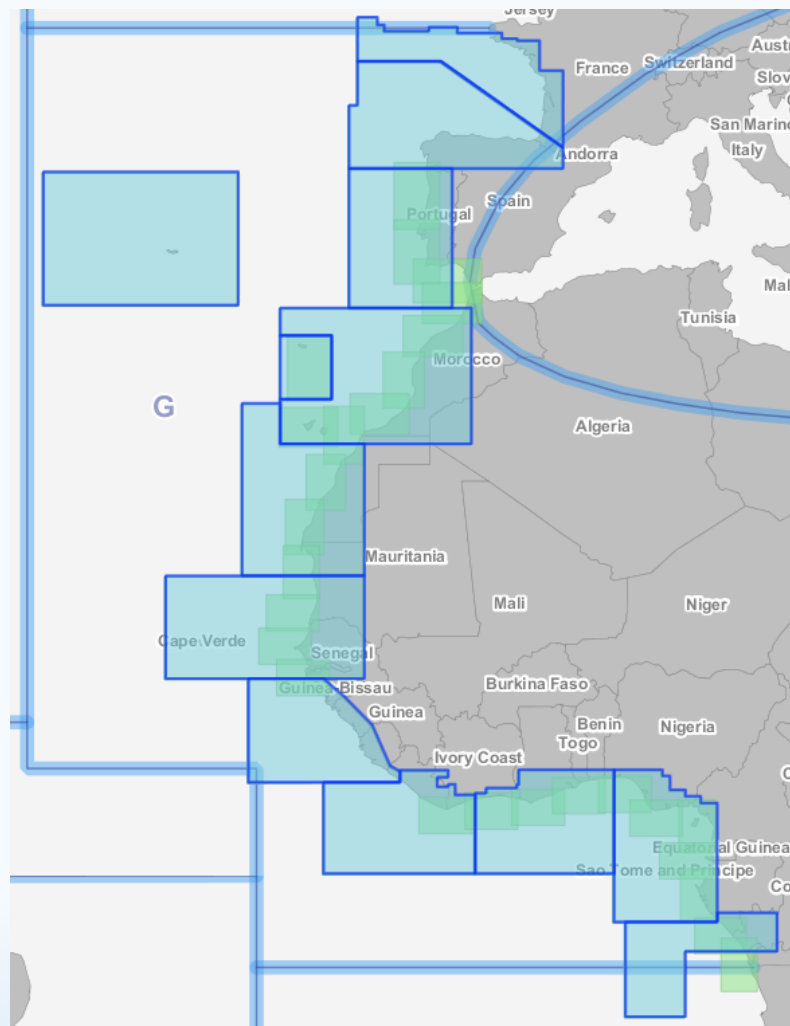 Jersey
Austr
Switzerland
France
Slov
San Marino
Italy
Andorra
Spain
Portugal
Mal
Tunisia
Morocco
G
Algeria
Mauritania
Mali
Niger
Cape Verde
Senegal
Burkina Faso
Guinea-Bissau
Guinea
Benin
Nigeria
Togo
Ivory Coast
C
Equatorial Guinea
Sao Tome and Principe
Co